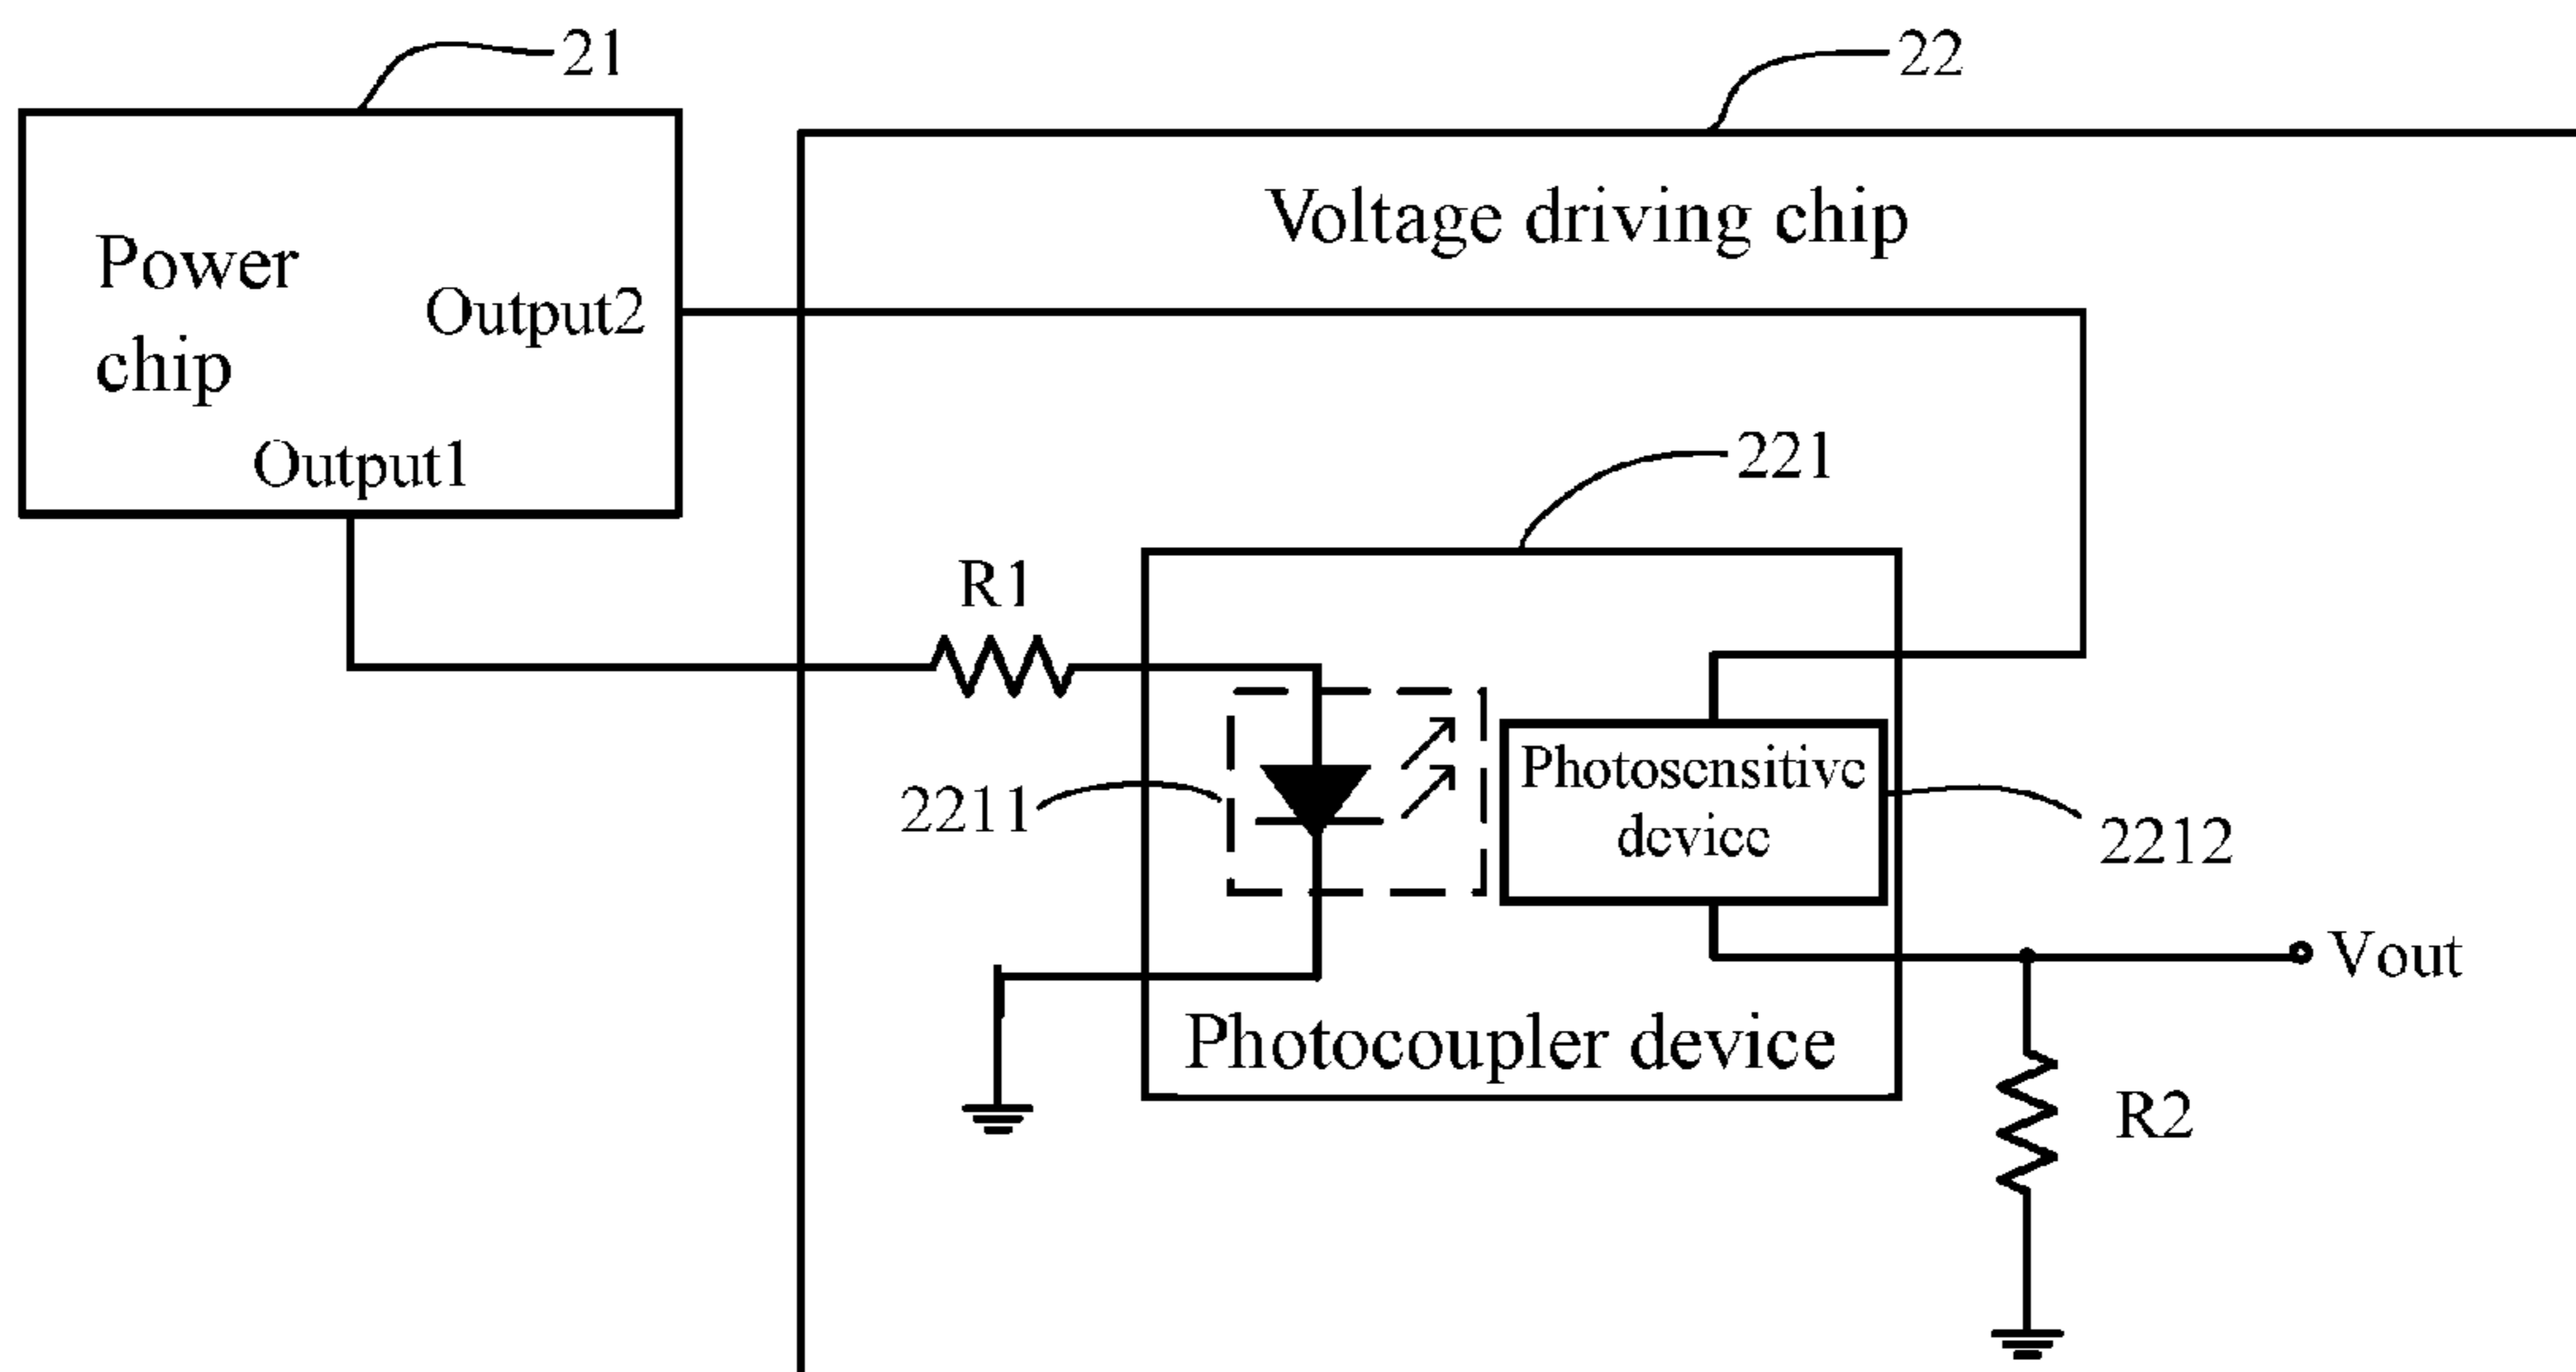 21
22
Voltage driving chip
Power
chip
Output2
Output1
221
R1
Photosensitive
device
2211
2212
Vout
Photocoupler device
R2